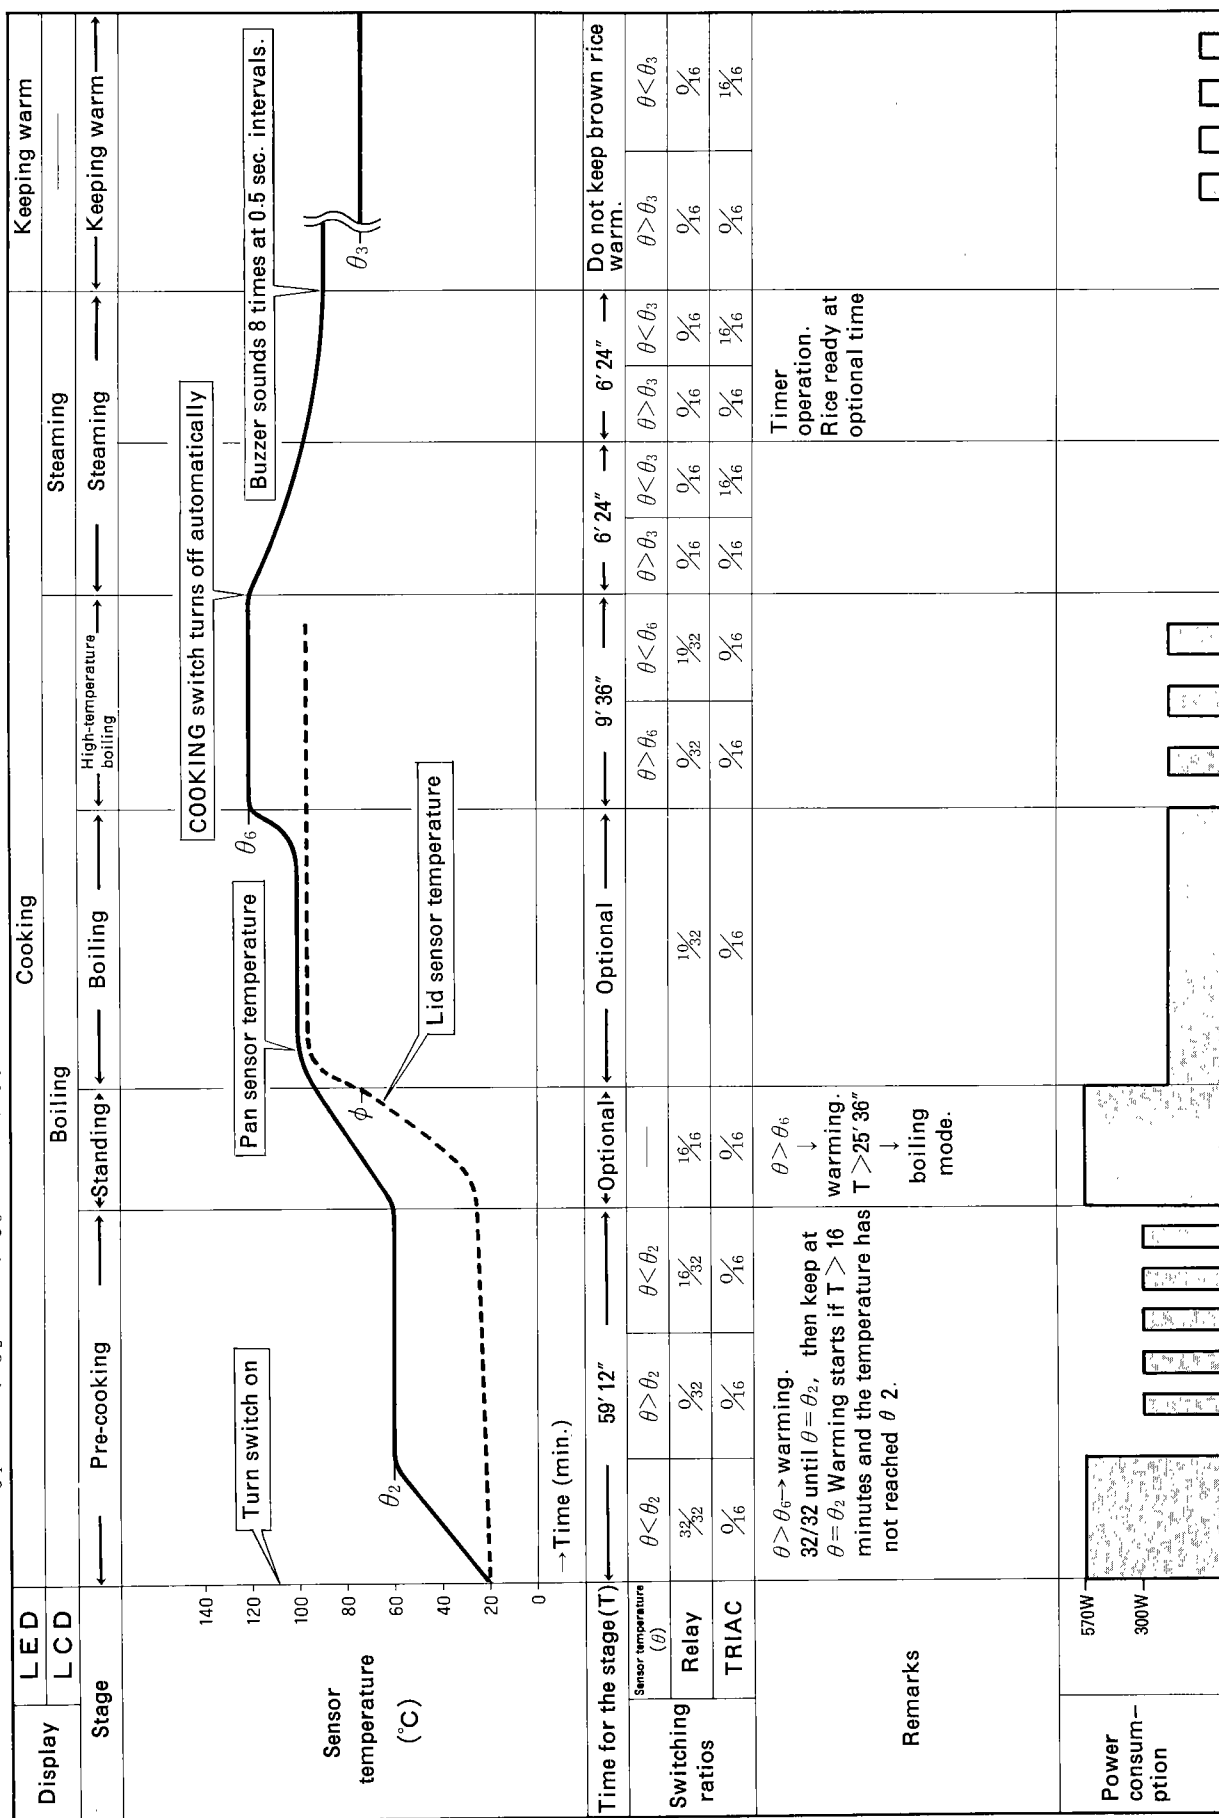 Display
LED
Cooking
Keeping warm
LCD
Boiling
Steaming
—
Stage
←Pre-cooking→
←Standing→
←Boiling→
←High-temperature
boiling→
←Steaming→
←Keeping warm→
Sensor
temperature
(°C)
140
120
100
80
60
40
20
0
→Time (min.)
Turn switch on
θ2
Pan sensor temperature
φ
Lid sensor temperature
θ6
COOKING switch turns off automatically
Buzzer sounds 8 times at 0.5 sec. intervals.
θ3
Time for the stage(T)
←59′12″→
←Optional→
←Optional→
←9′36″→
←6′24″→
←6′24″→
Do not keep brown rice
warm.
Switching
ratios
Sensor temperature
(θ)
θ<θ2
θ>θ2
θ<θ2
—
θ>θ6
θ<θ6
θ>θ3
θ<θ3
θ>θ3
θ<θ3
θ>θ3
θ<θ3
Relay
32/32
0/32
16/32
16/16
10/32
0/32
10/32
0/16
0/16
0/16
0/16
0/16
0/16
TRIAC
0/16
0/16
0/16
0/16
0/16
0/16
0/16
0/16
16/16
0/16
16/16
0/16
16/16
Remarks
θ>θ6→warming.
32/32 until θ=θ2, then keep at
θ=θ2 Warming starts if T > 16
minutes and the temperature has
not reached θ 2.
θ>θ6
↓
warming.
T >25′36″
↓
boiling
mode.
Timer
operation.
Rice ready at
optional time
Power
consum-
ption
570W
300W